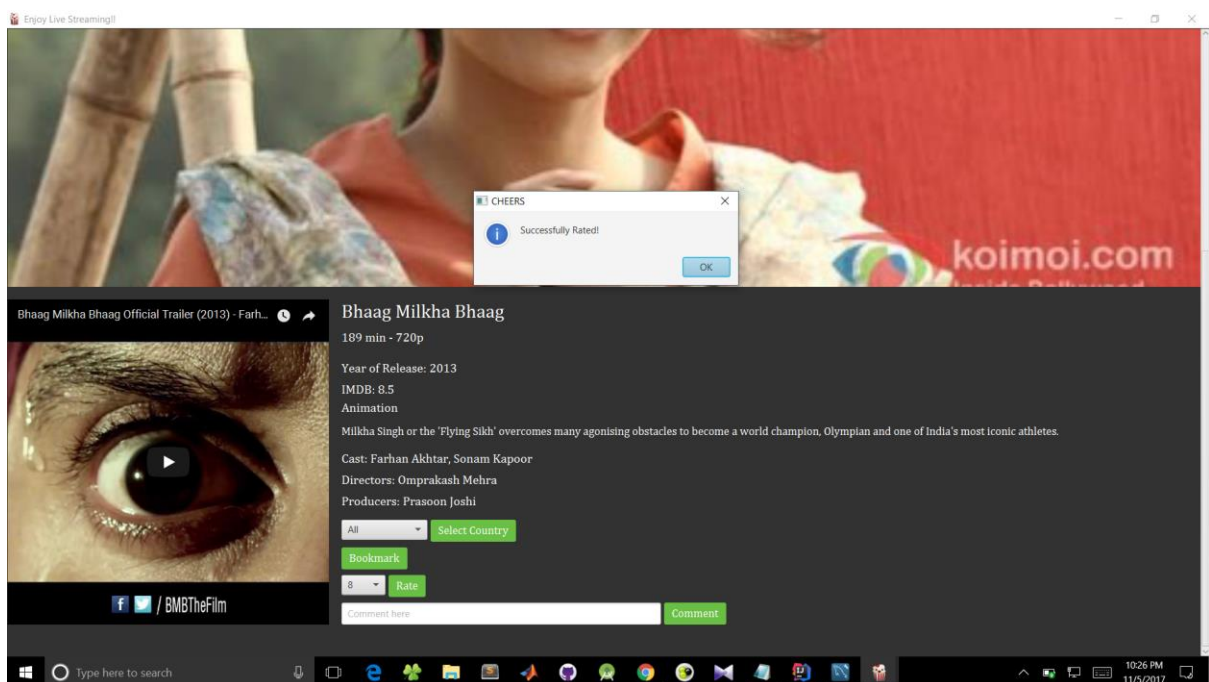 Enjoy Live Streaming!!
CHEERS
Successfully Rated!
OK
koimoi.com
Inside Bollywood
Bhaag Milkha Bhaag Official Trailer (2013) - Farh...
/ BMBTheFilm
Bhaag Milkha Bhaag
189 min - 720p
Year of Release: 2013
IMDB: 8.5
Animation
Milkha Singh or the 'Flying Sikh' overcomes many agonising obstacles to become a world champion, Olympian and one of India's most iconic athletes.
Cast: Farhan Akhtar, Sonam Kapoor
Directors: Omprakash Mehra
Producers: Prasoon Joshi
All Select Country
Bookmark
8 Rate
Comment here Comment
Type here to search
10:26 PM
11/5/2017